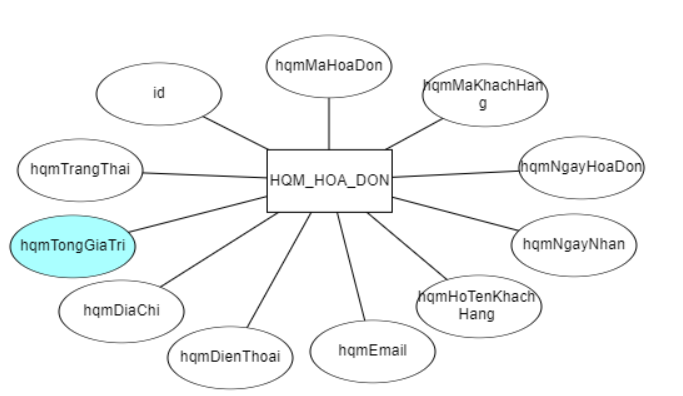 hqmMaHoaDon
id
hqmMaKhachHan
g
hqmTrangThai
hqmNgayHoaDon
HQM_HOA_DON
hqmTongGiaTri
hqmNgayNhan
hqmDiaChi
hqmHoTenKhach
Hang
hqmDienThoai
hqmEmail